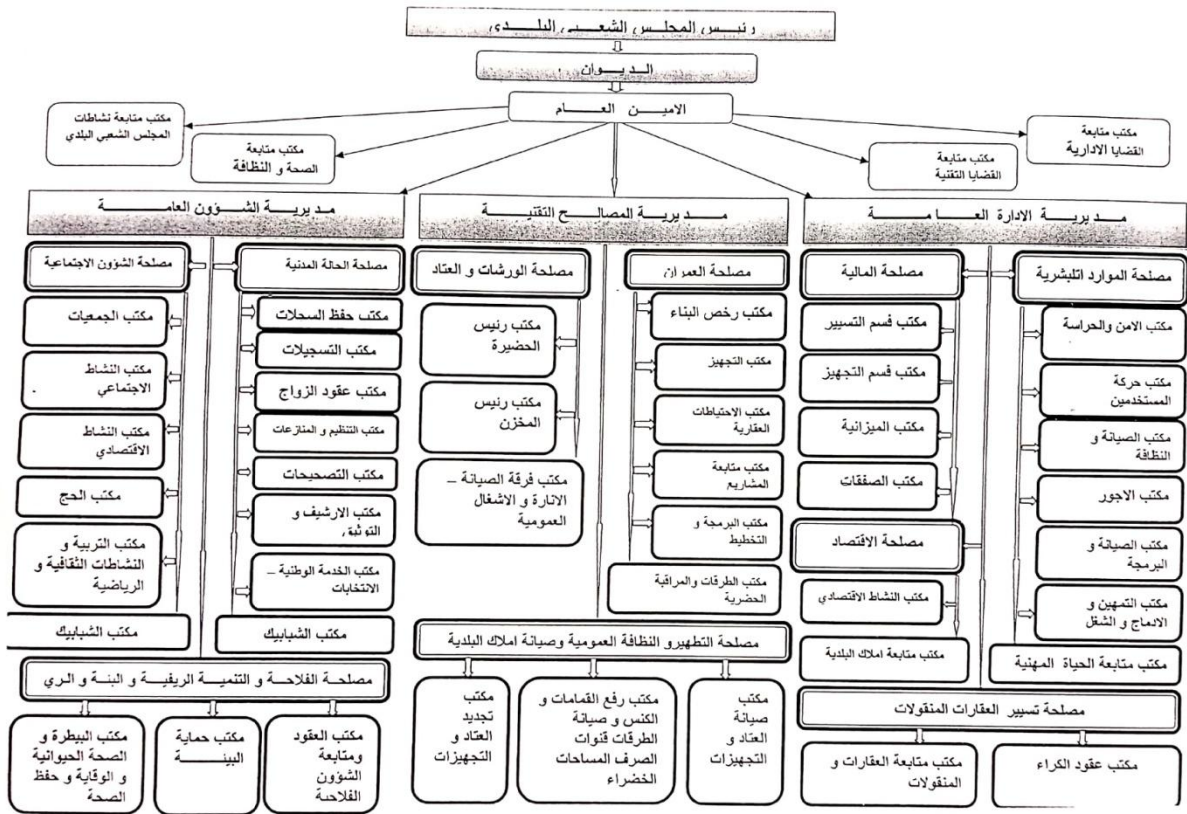 رئيس المجلس الشعبي البلدي
الديوان
الامين العام
مكتب متابعة نشاطات
المجلس الشعبي البلدي
مكتب متابعة
الصحة و النظافة
مكتب متابعة
القضايا التقنية
مكتب متابعة
القضايا الادارية
مديرية الادارة العامة
مصلحة الموارد اتلبشرية
مكتب الامن والحراسة
مكتب حركة
المستخدمين
مكتب الصيانة و
النظافة
مكتب الاجور
مكتب الصيانة و
البرمجة
مكتب التمهين و
الادماج و الشغل
مكتب متابعة الحياة المهنية
مصلحة المالية
مكتب قسم التسيير
مكتب قسم التجهيز
مكتب الميزانية
مكتب الصفقات
مصلحة الاقتصاد
مكتب النشاط الاقتصادي
مكتب متابعة املاك البلدية
مصلحة تسيير العقارات المنقولات
مكتب عقود الكراء
مكتب متابعة العقارات و
المنقولات
مديرية المصالح التقنية
مصلحة العمران
مكتب رخص البناء
مكتب التجهيز
مكتب الاحتياطات
العقارية
مكتب متابعة
المشاريع
مكتب البرمجة و
التخطيط
مكتب الطرقات والمراقبة
الحضرية
مصلحة الورشات و العتاد
مكتب رئيس
الحضيرة
مكتب رئيس
المخزن
مكتب فرقة الصيانة –
الانارة و الاشغال
العمومية
مصلحة التطهيرو النظافة العمومية وصيانة املاك البلدية
مكتب
صيانة
العتاد و
التجهيزات
مكتب رفع القمامات و
الكنس و صيانة
الطرقات قنوات
الصرف المساحات
الخضراء
مكتب
تجديد
العتاد و
التجهيزات
مديرية الشؤون العامة
مصلحة الحالة المدنية
مكتب حفظ السحلات
مكتب التسجيلات
مكتب عقود الزواج
مكتب التنظيم و المنازعات
مكتب التصحيحات
مكتب الارشيف و
التوثيق
مكتب الخدمة الوطنية –
الانتخابات
مكتب الشبابيك
مصلحة الشؤون الاجتماعية
مكتب الجمعيات
مكتب النشاط
الاجتماعي
مكتب النشاط
الاقتصادي
مكتب الحج
مكتب التربية و
النشاطات الثقافية و
الرياضية
مكتب الشبابيك
مصلحة الفلاحة و التنمية الريفية و البئة و الري
مكتب العقود
ومتابعة
الشؤون
الفلاحية
مكتب حماية
البيئة
مكتب البيطرة و
الصحة الحيوانية
و الوقاية و حفظ
الصحة